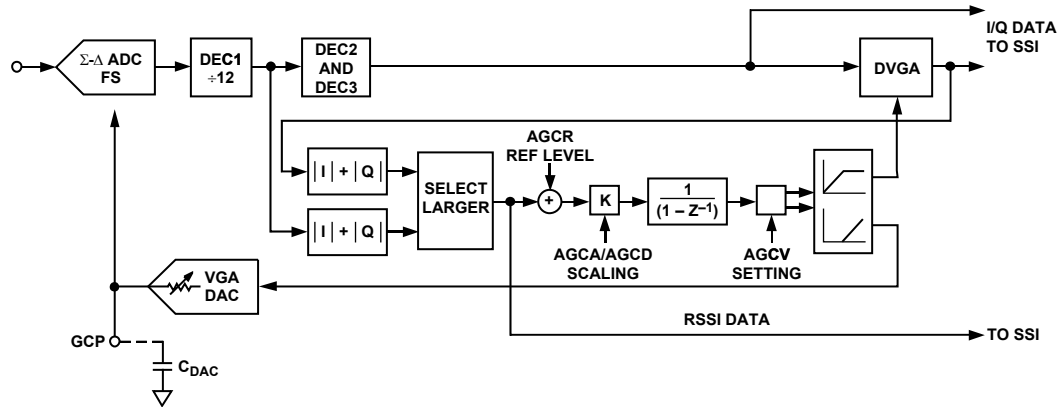 Σ-Δ ADC
FS
DEC1
÷12
DEC2
AND
DEC3
I/Q DATA
TO SSI
DVGA
|I| + |Q|
|I| + |Q|
SELECT
LARGER
AGCR
REF LEVEL
+
K
1
(1 – Z–1)
AGCA/AGCD
SCALING
AGCV
SETTING
VGA
DAC
GCP
CDAC
RSSI DATA
TO SSI